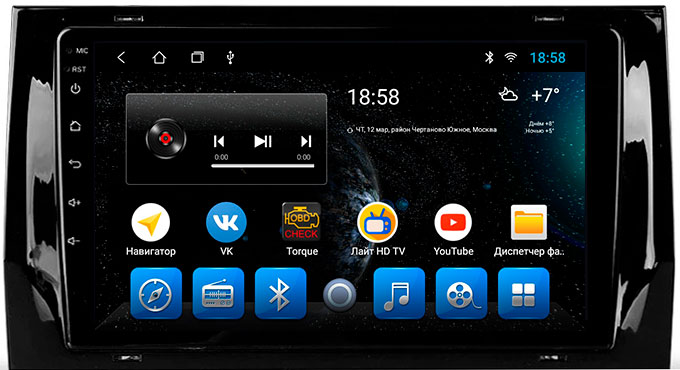 MC
18:58
RST
18:58
+7°
Днём +8°
Ночью +5°
ЧТ, 12 мар, район Чертаново Южное, Москва
0:00
0:00
OBD
CHECK
Навигатор
VK
Torque
Лайт HD TV
YouTube
Диспетчер фа..